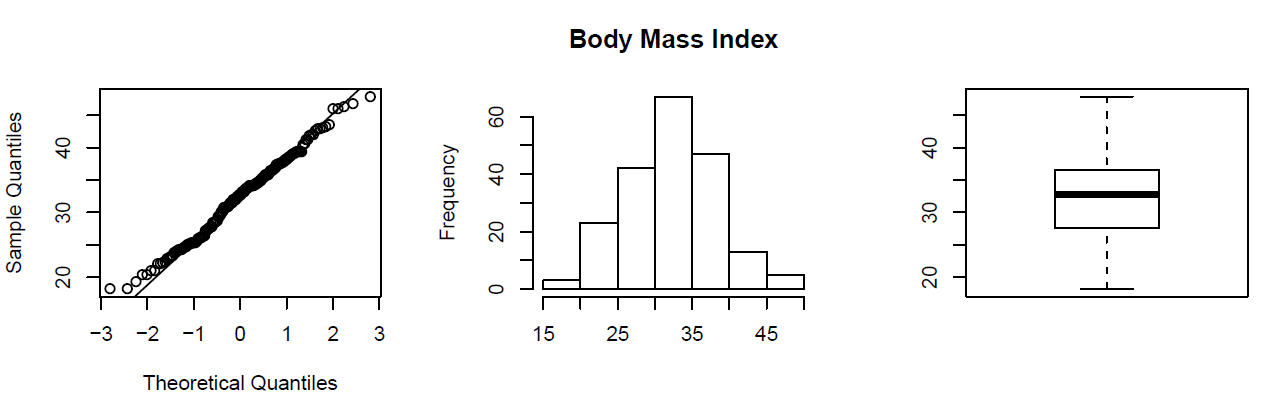 Body Mass Index
Sample Quantiles
20 30 40
−3 −2 −1 0 1 2 3
Theoretical Quantiles
Frequency
0 20 40 60
15 25 35 45
20 30 40